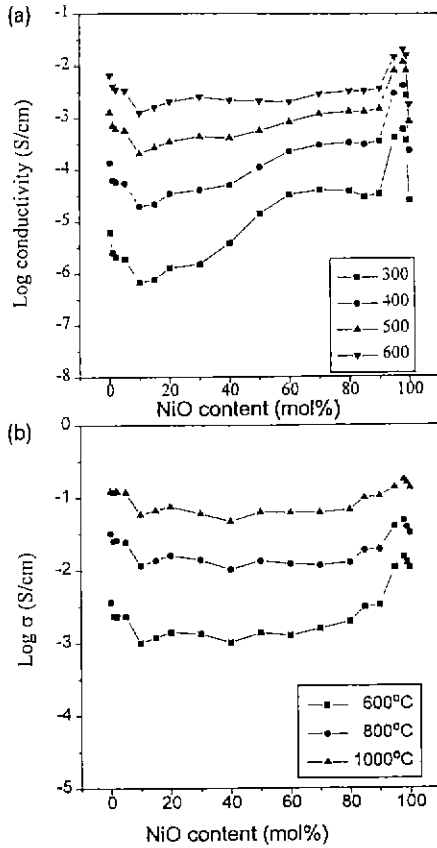 (a)
-1
-2
-3
-4
-5
-6
-7
-8
Log conductivity (S/cm)
300
400
500
600
0 20 40 60 80 100
NiO content (mol%)
(b)
0
-1
-2
-3
-4
-5
Log σ (S/cm)
600°C
800°C
1000°C
0 20 40 60 80 100
NiO content (mol%)